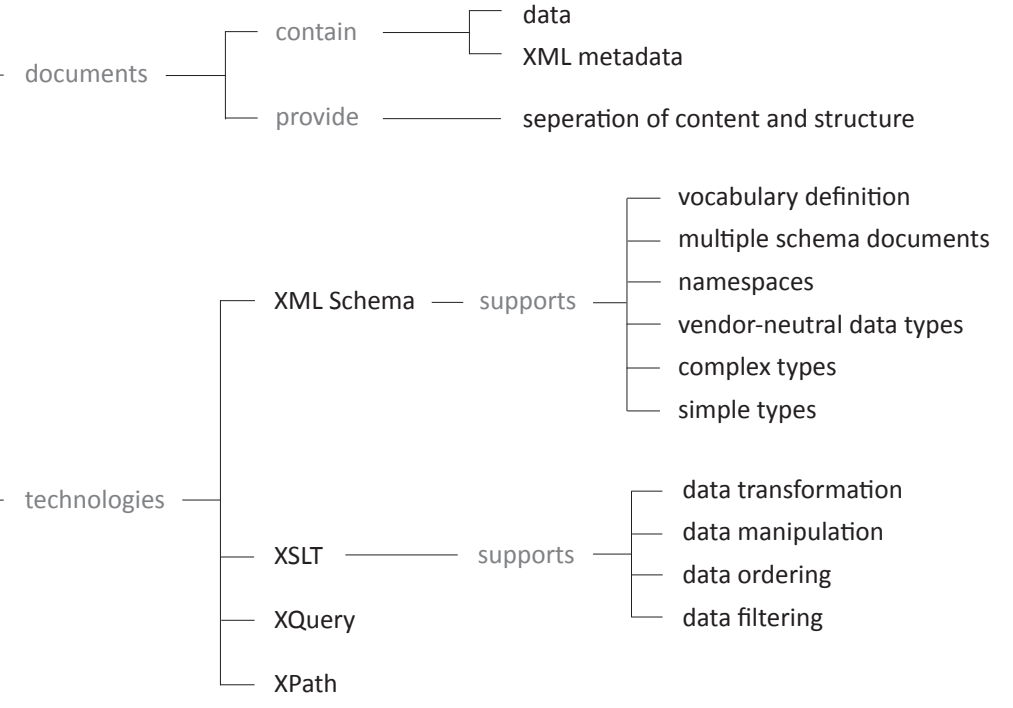 documents
contain
data
XML metadata
provide
seperation of content and structure
technologies
XML Schema
supports
vocabulary definition
multiple schema documents
namespaces
vendor-neutral data types
complex types
simple types
XSLT
supports
data transformation
data manipulation
data ordering
data filtering
XQuery
XPath